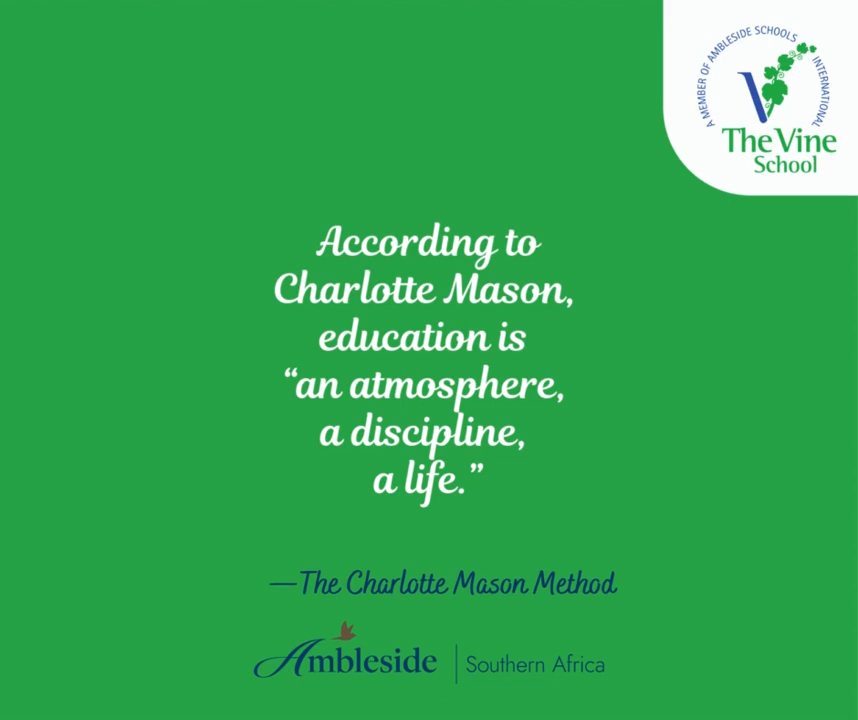 A MEMBER OF AMBLESIDE SCHOOLS INTERNATIONAL
The Vine
School
According to
Charlotte Mason,
education is
“an atmosphere,
a discipline,
a life.”
—The Charlotte Mason Method
Ambleside | Southern Africa